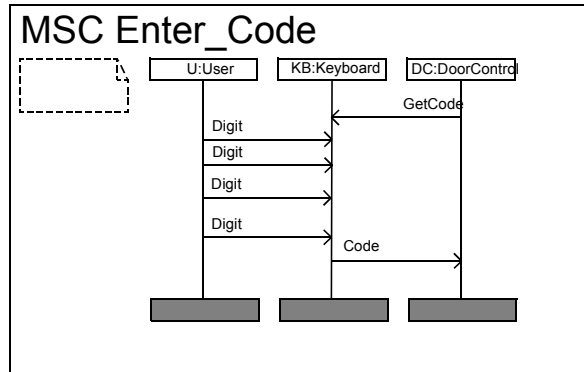 MSC Enter_Code
U:User
KB:Keyboard
DC:DoorControl
GetCode
Digit
Digit
Digit
Digit
Code